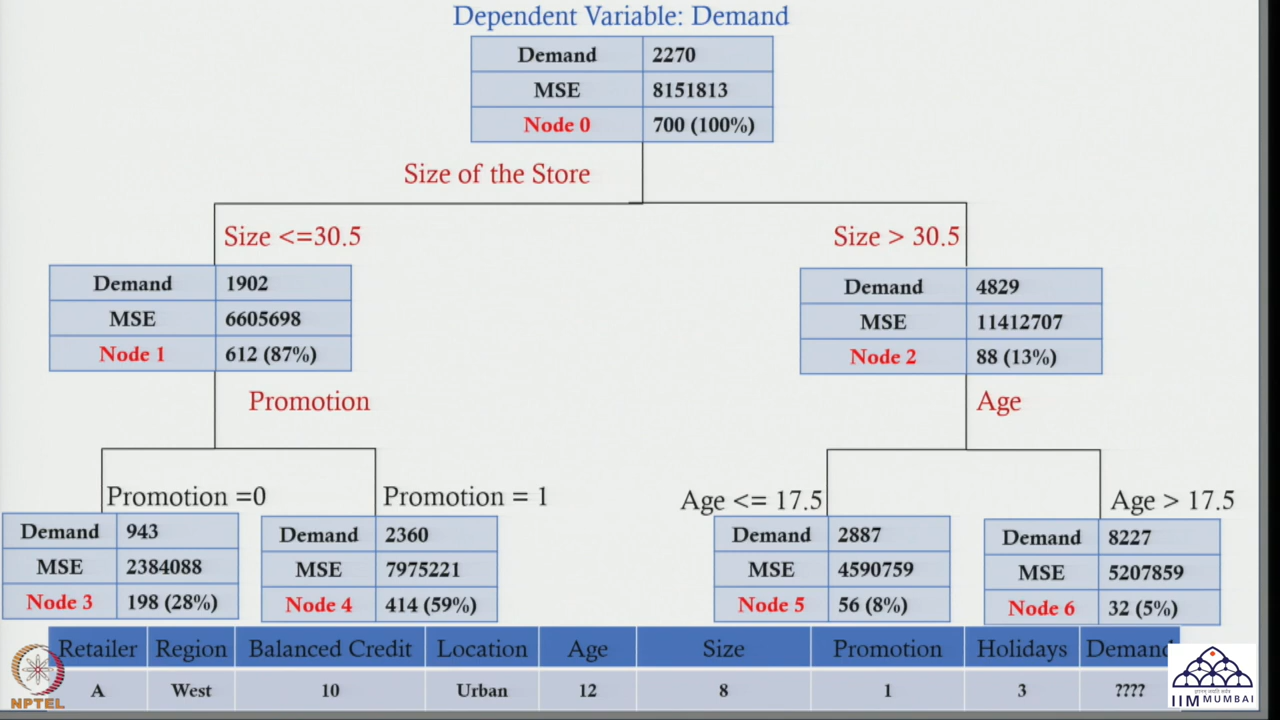 Dependent Variable: Demand
Demand 2270
MSE 8151813
Node 0 700 (100%)
Size of the Store
Size <=30.5
Size > 30.5
Demand 1902
MSE 6605698
Node 1 612 (87%)
Demand 4829
MSE 11412707
Node 2 88 (13%)
Promotion
Age
Promotion =0
Promotion = 1
Age <= 17.5
Age > 17.5
Demand 943
MSE 2384088
Node 3 198 (28%)
Demand 2360
MSE 7975221
Node 4 414 (59%)
Demand 2887
MSE 4590759
Node 5 56 (8%)
Demand 8227
MSE 5207859
Node 6 32 (5%)
Retailer Region Balanced Credit Location Age Size Promotion Holidays Demand
A West 10 Urban 12 8 1 3 ????
NPTEL
IIM MUMBAI